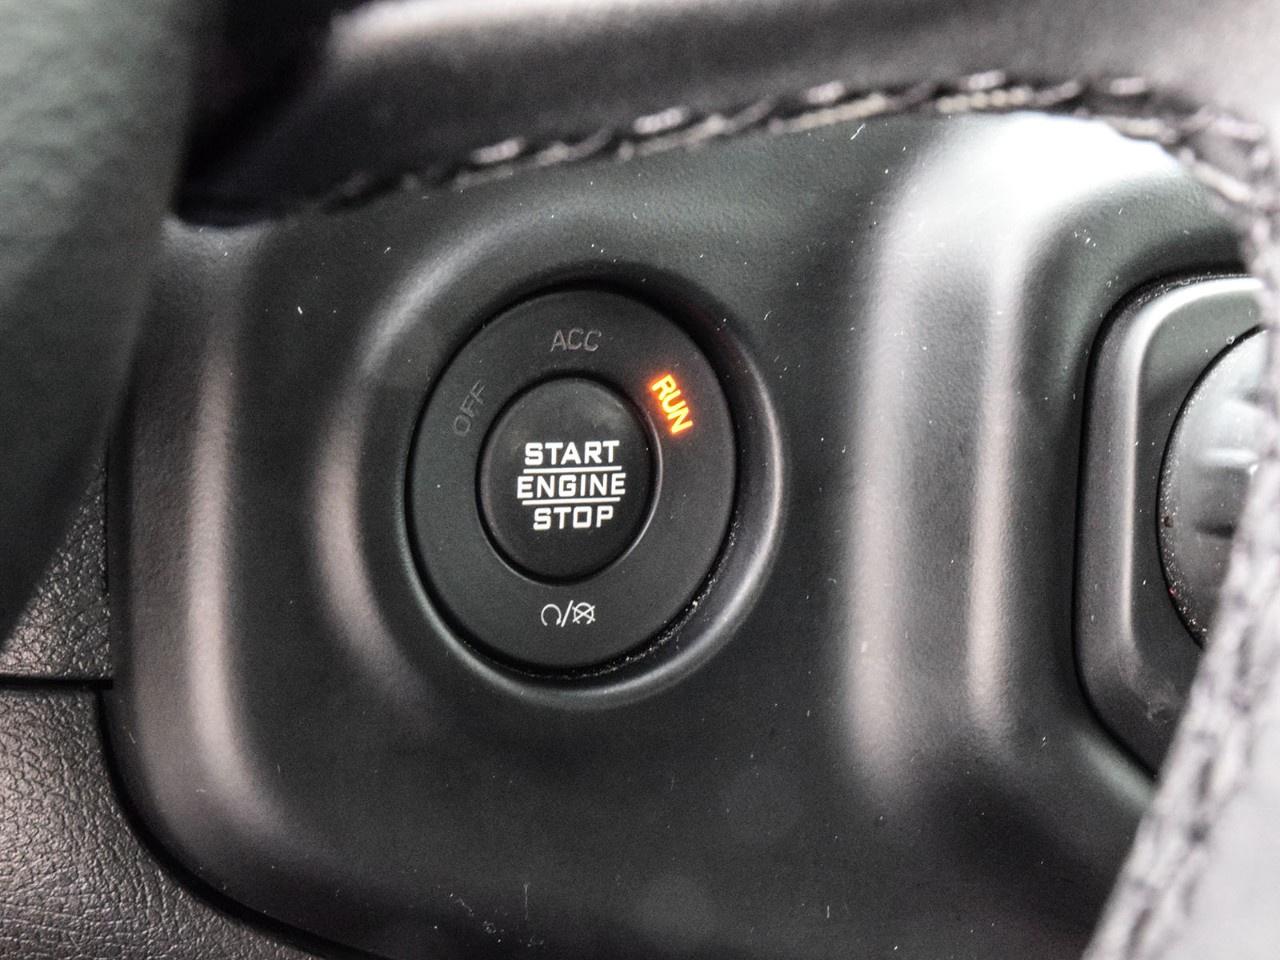 ACC
OFF
RUN
START
ENGINE
STOP